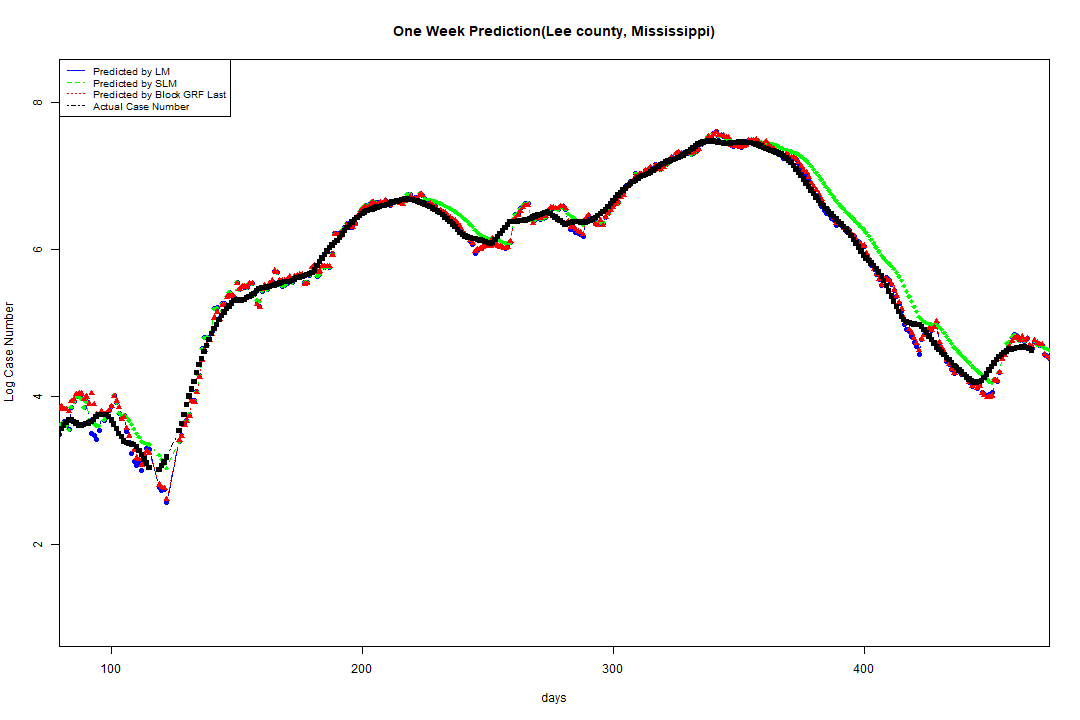 One Week Prediction(Lee county, Mississippi)
Predicted by LM
Predicted by SLM
Predicted by Block GRF Last
Actual Case Number
8
6
4
2
Log Case Number
100 200 300 400
days